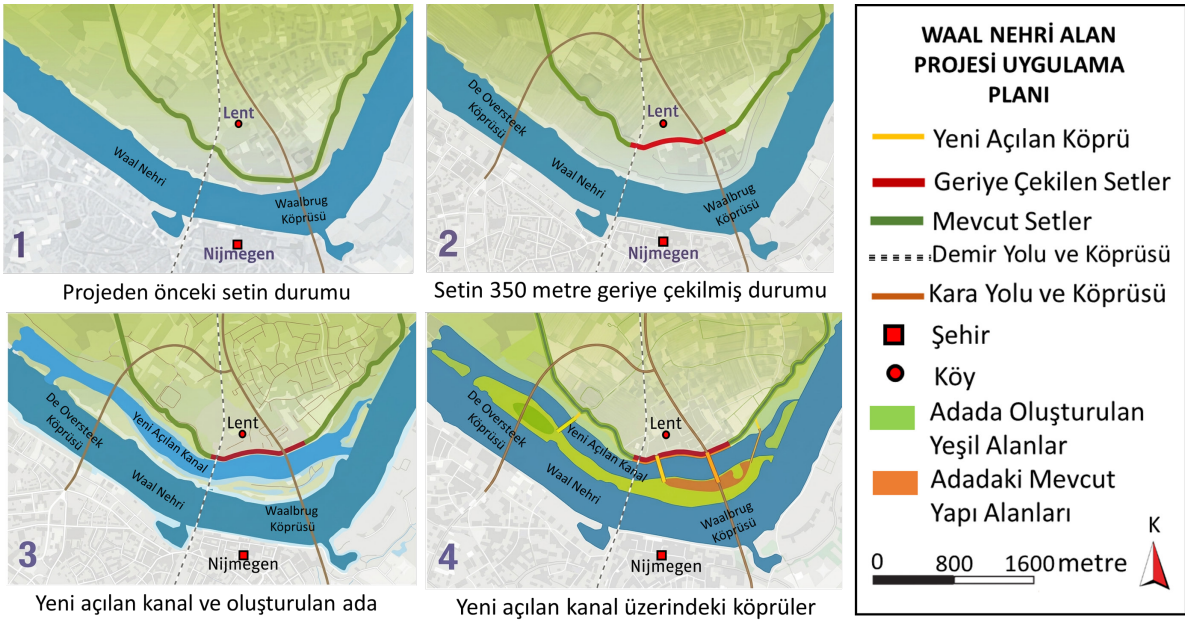 Lent
Waal Nehri
Waalbrug
Köprüsü
1
Nijmegen
Projeden önceki setin durumu
De Oversteek
Köprüsü
Lent
Waal Nehri
Waalbrug
Köprüsü
2
Nijmegen
Setin 350 metre geriye çekilmiş durumu
De Oversteek
Köprüsü
Yeni Açılan Kanal
Lent
Waal Nehri
Waalbrug
Köprüsü
3
Nijmegen
Yeni açılan kanal ve oluşturulan ada
De Oversteek
Köprüsü
Yeni Açılan Kanal
Lent
Waal Nehri
Waalbrug
Köprüsü
4
Nijmegen
Yeni açılan kanal üzerindeki köprüler
WAAL NEHRİ ALAN
PROJESİ UYGULAMA
PLANI
Yeni Açılan Köprü
Geriye Çekilen Setler
Mevcut Setler
Demir Yolu ve Köprüsü
Kara Yolu ve Köprüsü
Şehir
Köy
Adada Oluşturulan
Yeşil Alanlar
Adadaki Mevcut
Yapı Alanları
K
0 800 1600 metre